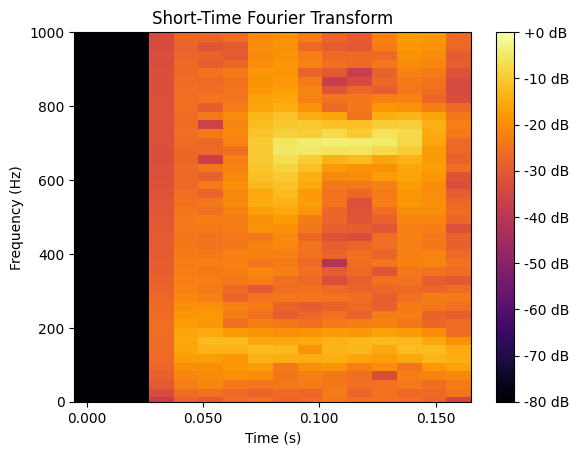 Short-Time Fourier Transform
1000
800
600
400
200
0
Frequency (Hz)
0.000
0.050
0.100
0.150
Time (s)
+0 dB
-10 dB
-20 dB
-30 dB
-40 dB
-50 dB
-60 dB
-70 dB
-80 dB